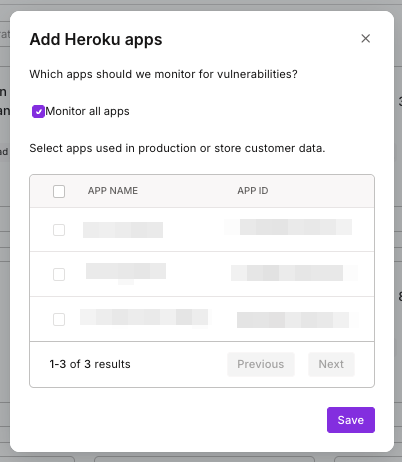 Add Heroku apps
Which apps should we monitor for vulnerabilities?
Monitor all apps
Select apps used in production or store customer data.
APP NAME APP ID
1-3 of 3 results Previous Next
Save